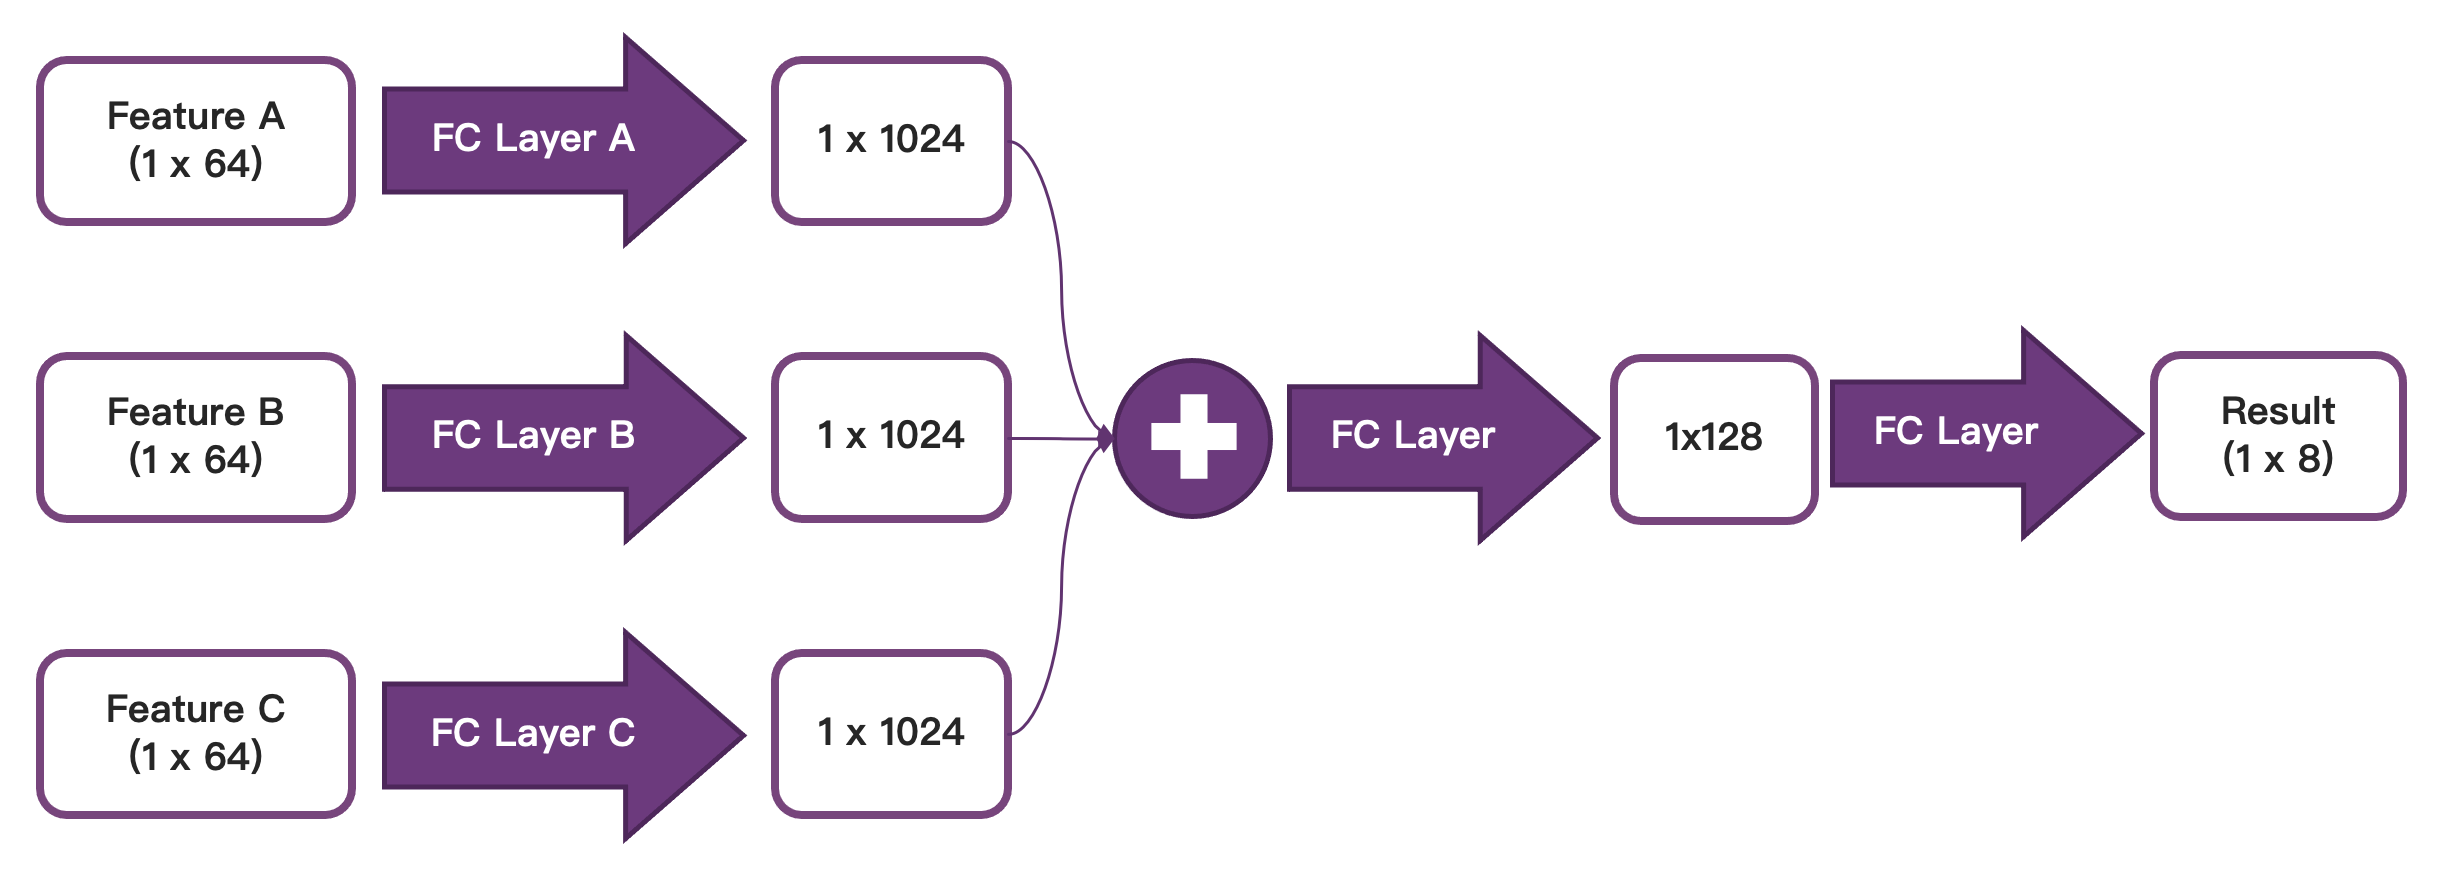 Feature A
(1 x 64)
FC Layer A
1 x 1024
Feature B
(1 x 64)
FC Layer B
1 x 1024
FC Layer
1x128
FC Layer
Result
(1 x 8)
Feature C
(1 x 64)
FC Layer C
1 x 1024